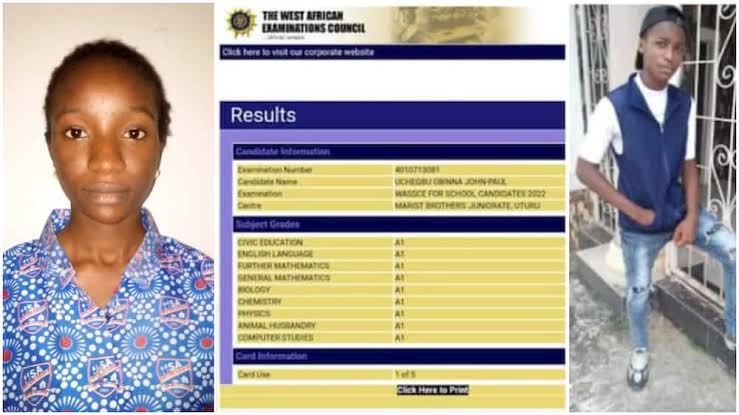 THE WEST AFRICAN
EXAMINATIONS COUNCIL
Click here to visit our corporate website
Results
Candidate Information
Examination Number 4010713081
Candidate Name UCHEGBU OBINNA JOHN-PAUL
Examination WASSCE FOR SCHOOL CANDIDATES 2022
Centre MARIST BROTHERS JUNIORATE, UTURU
Subject Grades
CIVIC EDUCATION A1
ENGLISH LANGUAGE A1
FURTHER MATHEMATICS A1
GENERAL MATHEMATICS A1
BIOLOGY A1
CHEMISTRY A1
PHYSICS A1
ANIMAL HUSBANDRY A1
COMPUTER STUDIES A1
Card Information
Card Use 1 of 5
Click Here to Print